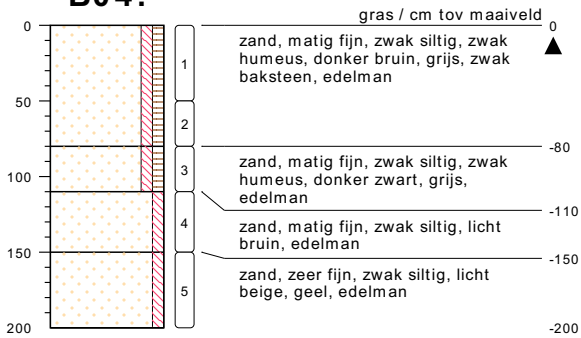 B04.
gras / cm tov maaiveld
0
0
zand, matig fijn, zwak siltig, zwak
humeus, donker bruin, grijs, zwak
baksteen, edelman
1
50
2
-80
100
3
zand, matig fijn, zwak siltig, zwak
humeus, donker zwart, grijs,
edelman
-110
4
zand, matig fijn, zwak siltig, licht
bruin, edelman
150
-150
5
zand, zeer fijn, zwak siltig, licht
beige, geel, edelman
200
-200